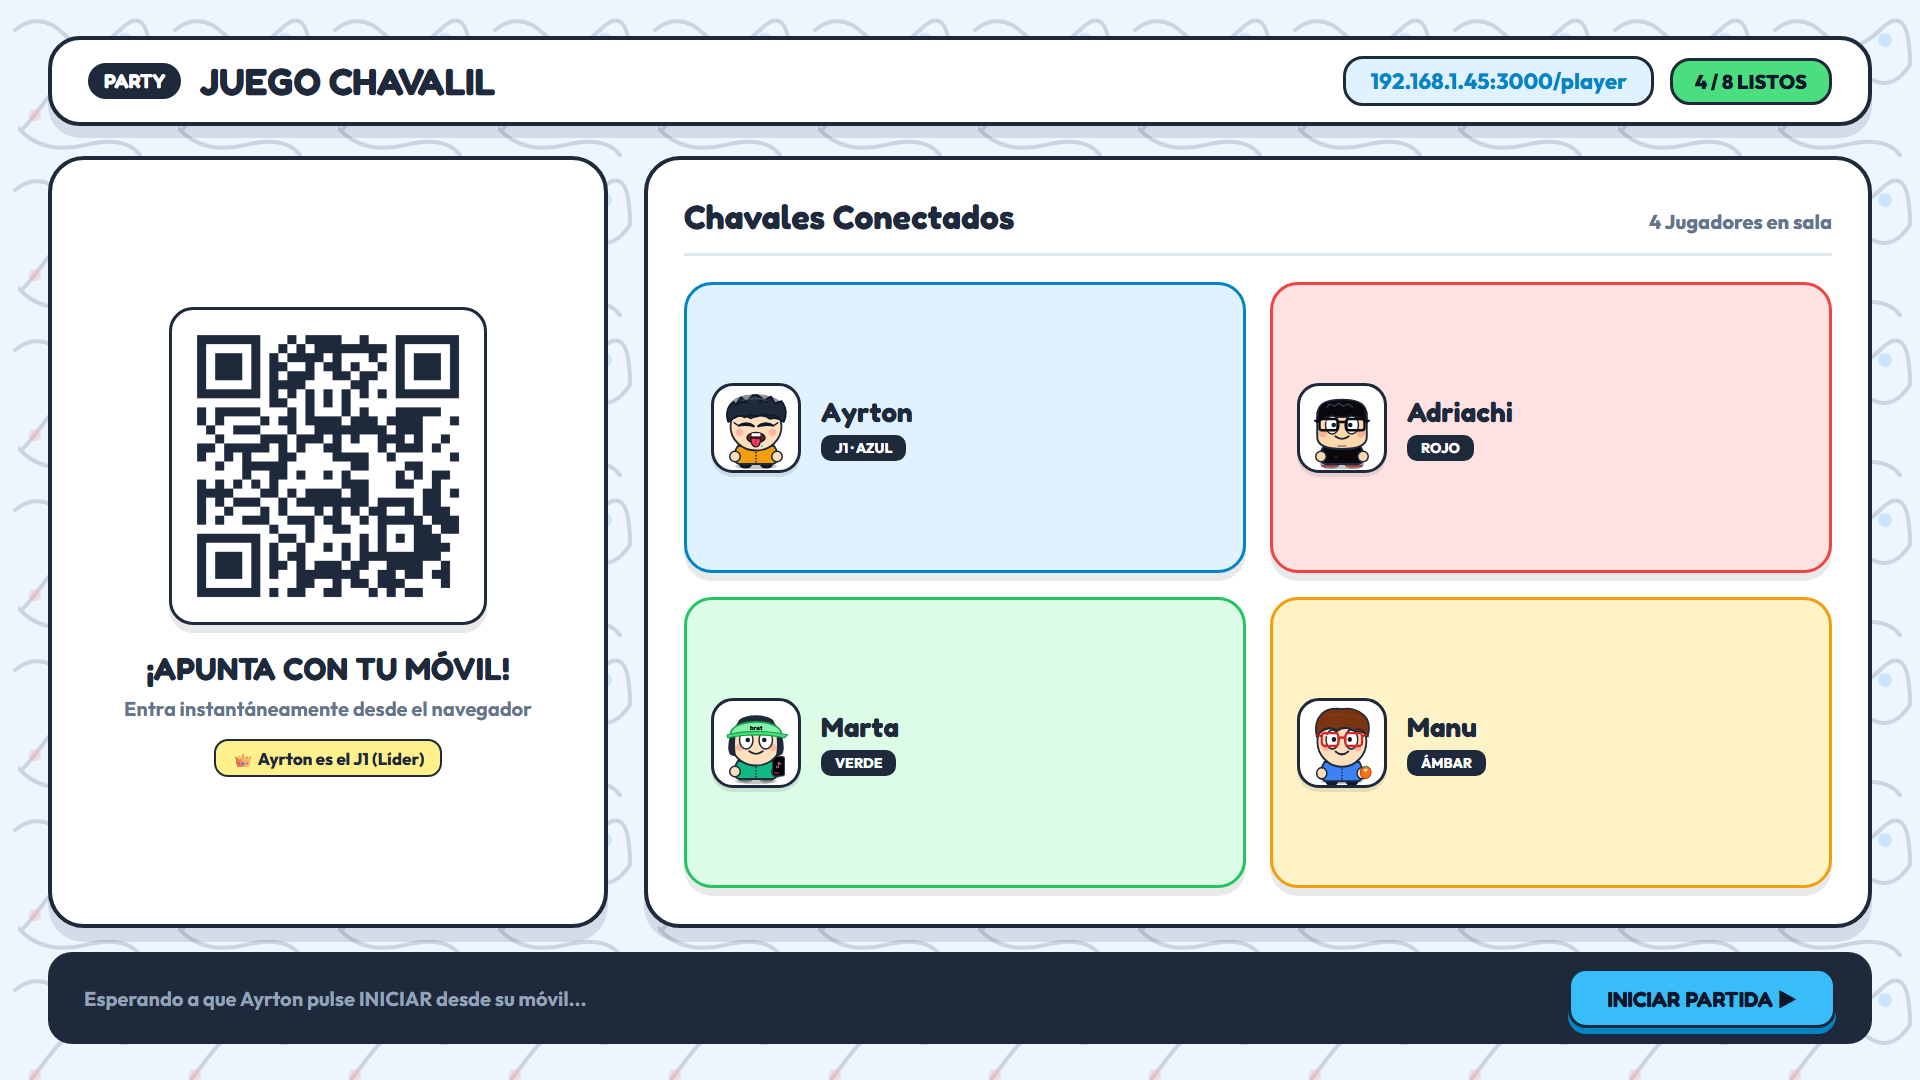 PARTY
JUEGO CHAVALIL
192.168.1.45:3000/player
4 / 8 LISTOS
¡APUNTA CON TU MÓVIL!
Entra instantáneamente desde el navegador
👑 Ayrton es el J1 (Líder)
Chavales Conectados
4 Jugadores en sala
Ayrton
J1 · AZUL
Adriachi
ROJO
brat
Marta
VERDE
Manu
ÁMBAR
Esperando a que Ayrton pulse INICIAR desde su móvil...
INICIAR PARTIDA ▶